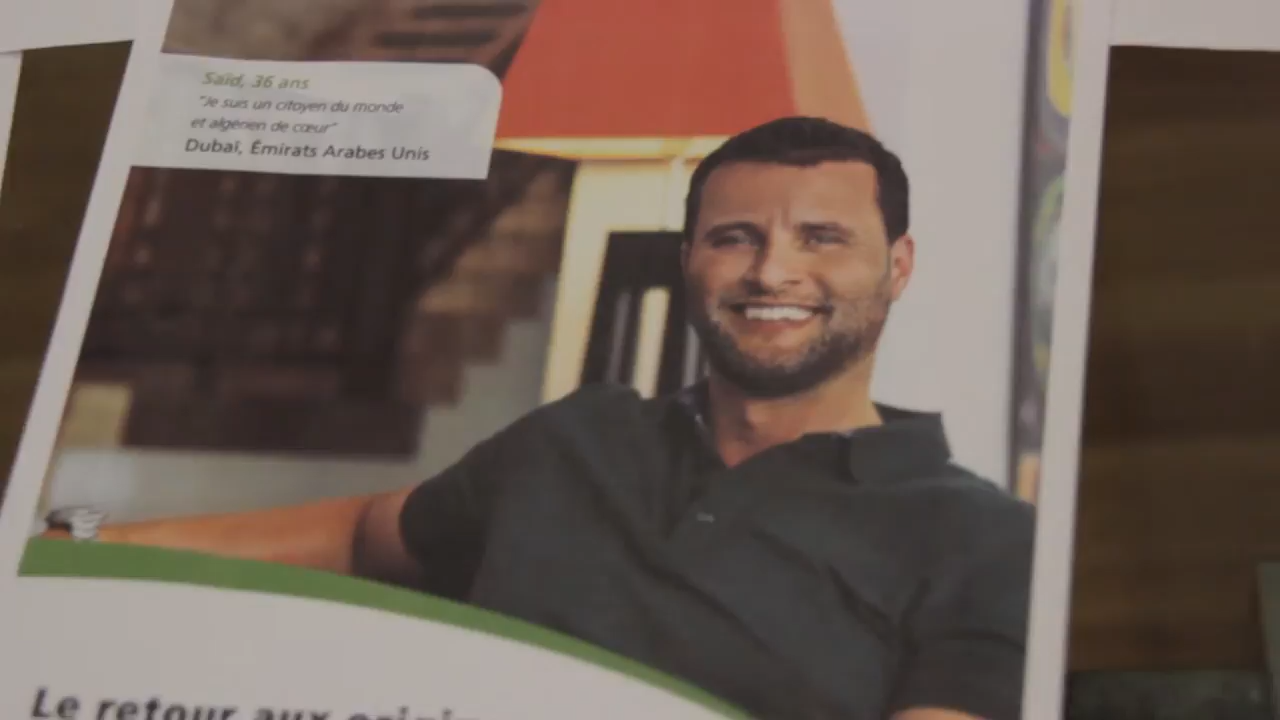 Saïd, 36 ans
"Je suis un citoyen du monde
et algérien de cœur"
Dubaï, Émirats Arabes Unis
Le retour aux